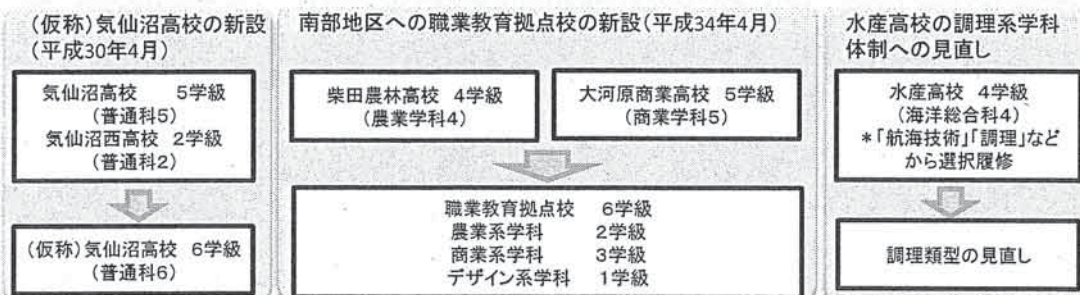 (仮称)気仙沼高校の新設
(平成30年4月)
気仙沼高校 5学級
(普通科5)
気仙沼西高校 2学級
(普通科2)
(仮称)気仙沼高校 6学級
(普通科6)
南部地区への職業教育拠点校の新設(平成34年4月)
柴田農林高校 4学級
(農業学科4)
大河原商業高校 5学級
(商業学科5)
職業教育拠点校 6学級
農業系学科 2学級
商業系学科 3学級
デザイン系学科 1学級
水産高校の調理系学科
体制への見直し
水産高校 4学級
(海洋総合科4)
*「航海技術」「調理」など
から選択履修
調理類型の見直し